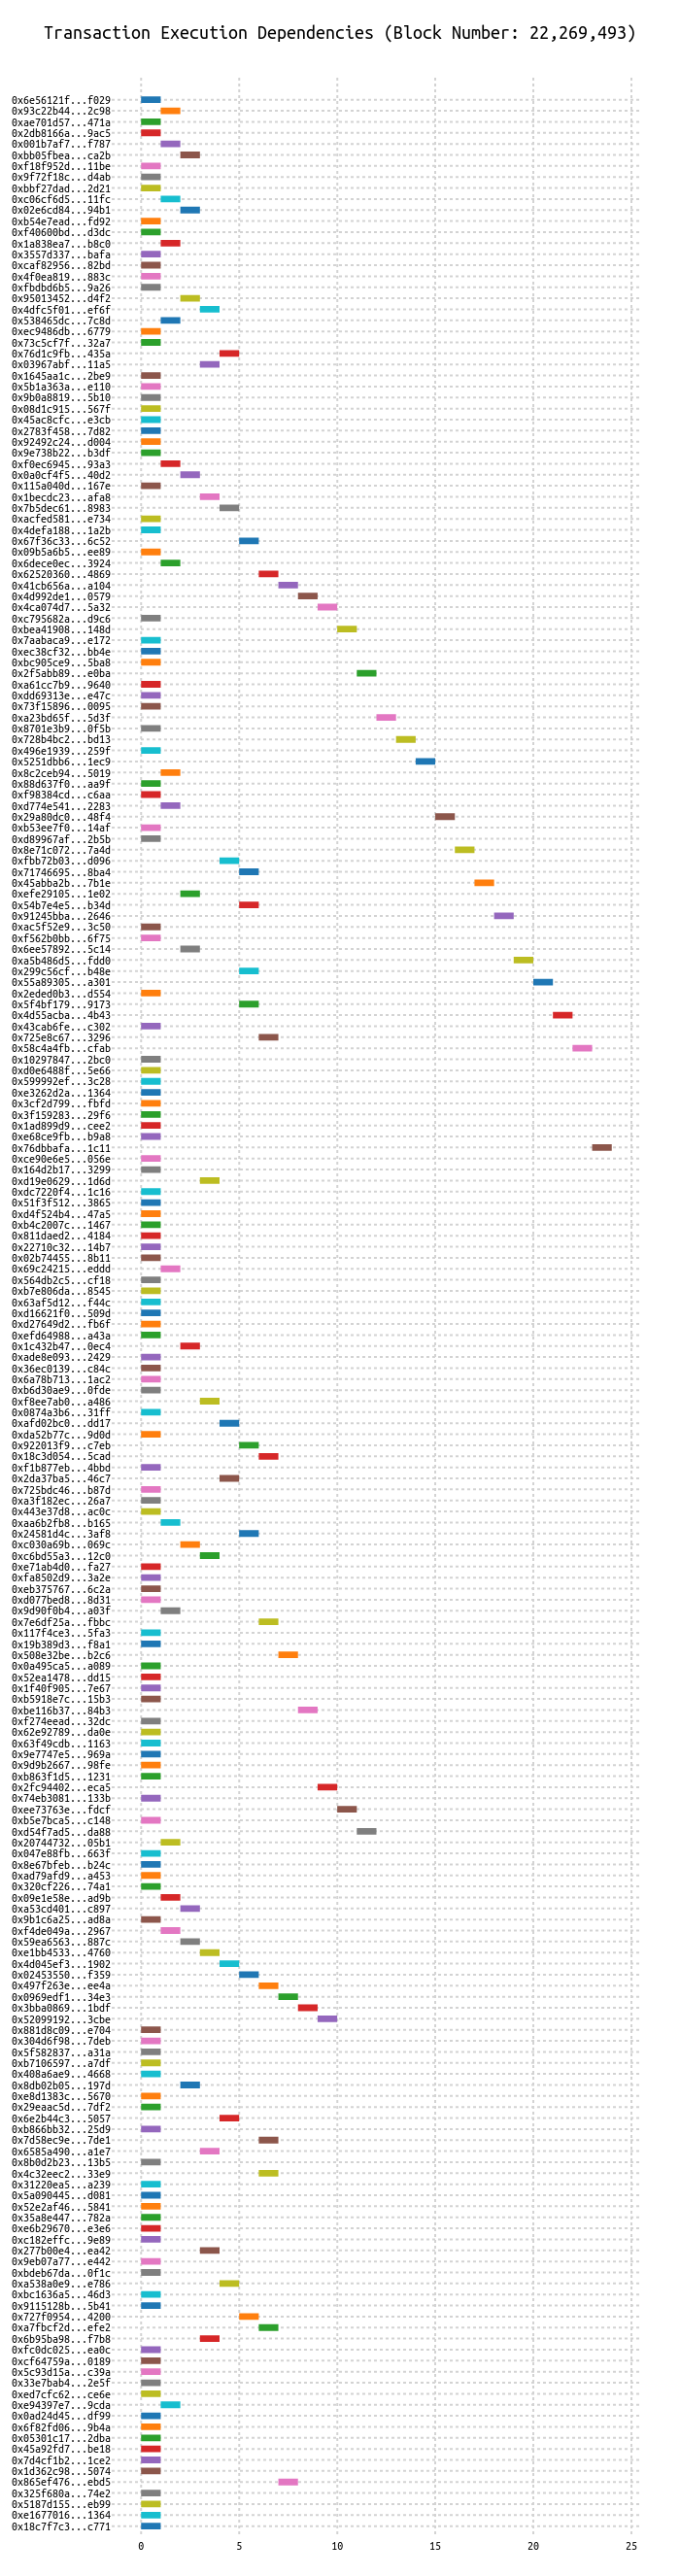 Transaction Execution Dependencies (Block Number: 22,269,493)
0x6e56121f...f029
0x93c22b44...2c98
0xae701d57...471a
0x2db8166a...9ac5
0x001b7af7...f787
0xbb05fbea...ca2b
0xf18f952d...11be
0x9f72f18c...d4ab
0xbbf27dad...2d21
0xc06cf6d5...11fc
0x02e6cd84...94b1
0xb54e7ead...fd92
0xf40600bd...d3dc
0x1a838ea7...b8c0
0x3557d337...bafa
0xcaf82956...82bd
0x4f0ea819...883c
0xfbdbd6b5...9a26
0x95013452...d4f2
0x4dfc5f01...ef6f
0x538465dc...7c8d
0xec9486db...6779
0x73c5cf7f...32a7
0x76d1c9fb...435a
0x03967abf...11a5
0x1645aa1c...2be9
0x5b1a363a...e110
0x9b0a8819...5b10
0x08d1c915...567f
0x45ac8cfc...e3cb
0x2783f458...7d82
0x92492c24...d004
0x9e738b22...b3df
0xf0ec6945...93a3
0x0a0cf4f5...40d2
0x115a040d...167e
0x1becdc23...afa8
0x7b5dec61...8983
0xacfed581...e734
0x4defa188...1a2b
0x67f36c33...6c52
0x09b5a6b5...ee89
0x6dece0ec...3924
0x62520360...4869
0x41cb656a...a104
0x4d992de1...0579
0x4ca074d7...5a32
0xc795682a...d9c6
0xbea41908...148d
0x7aabaca9...e172
0xec38cf32...bb4e
0xbc905ce9...5ba8
0x2f5abb89...e0ba
0xa61cc7b9...9640
0xdd69313e...e47c
0x73f15896...0095
0xa23bd65f...5d3f
0x8701e3b9...0f5b
0x728b4bc2...bd13
0x496e1939...259f
0x5251dbb6...1ec9
0x8c2ceb94...5019
0x88d637f0...aa9f
0xf98384cd...c6aa
0xd774e541...2283
0x29a80dc0...48f4
0xb53ee7f0...14af
0xd89967af...2b5b
0x8e71c072...7a4d
0xfbb72b03...d096
0x71746695...8ba4
0x45abba2b...7b1e
0xefe29105...1e02
0x54b7e4e5...b34d
0x91245bba...2646
0xac5f52e9...3c50
0xf562b0bb...6f75
0x6ee57892...5c14
0xa5b486d5...fdd0
0x299c56cf...b48e
0x55a89305...a301
0x2eded0b3...d554
0x5f4bf179...9173
0x4d55acba...4b43
0x43cab6fe...c302
0x725e8c67...3296
0x58c4a4fb...cfab
0x10297847...2bc0
0xd0e6488f...5e66
0x599992ef...3c28
0xe3262d2a...1364
0x3cf2d799...fbfd
0x3f159283...29f6
0x1ad899d9...cee2
0xe68ce9fb...b9a8
0x76dbbafa...1c11
0xce90e6e5...056e
0x164d2b17...3299
0xd19e0629...1d6d
0xdc7220f4...1c16
0x51f3f512...3865
0xd4f524b4...47a5
0xb4c2007c...1467
0x811daed2...4184
0x22710c32...14b7
0x02b74455...8b11
0x69c24215...eddd
0x564db2c5...cf18
0xb7e806da...8545
0x63af5d12...f44c
0xd16621f0...509d
0xd27649d2...fb6f
0xefd64988...a43a
0x1c432b47...0ec4
0xade8e093...2429
0x36ec0139...c84c
0x6a78b713...1ac2
0xb6d30ae9...0fde
0xf8ee7ab0...a486
0x0874a3b6...31ff
0xafd02bc0...dd17
0xda52b77c...9d0d
0x922013f9...c7eb
0x18c3d054...5cad
0xf1b877eb...4bbd
0x2da37ba5...46c7
0x725bdc46...b87d
0xa3f182ec...26a7
0x443e37d8...ac0c
0xaa6b2fb8...b165
0x24581d4c...3af8
0xc030a69b...069c
0xc6bd55a3...12c0
0xe71ab4d0...fa27
0xfa8502d9...3a2e
0xeb375767...6c2a
0xd077bed8...8d31
0x9d90f0b4...a03f
0x7e6df25a...fbbc
0x117f4ce3...5fa3
0x19b389d3...f8a1
0x508e32be...b2c6
0x0a495ca5...a089
0x52ea1478...dd15
0x1f40f905...7e67
0xb5918e7c...15b3
0xbe116b37...84b3
0xf274eead...32dc
0x62e92789...da0e
0x63f49cdb...1163
0x9e7747e5...969a
0x9d9b2667...98fe
0xb863f1d5...1231
0x2fc94402...eca5
0x74eb3081...133b
0xee73763e...fdcf
0xb5e7bca5...c148
0xd54f7ad5...da88
0x20744732...05b1
0x047e88fb...663f
0x8e67bfeb...b24c
0xad79afd9...a453
0x320cf226...74a1
0x09e1e58e...ad9b
0xa53cd401...c897
0x9b1c6a25...ad8a
0xf4de049a...2967
0x59ea6563...887c
0xe1bb4533...4760
0x4d045ef3...1902
0x02453550...f359
0x497f263e...ee4a
0x0969edf1...34e3
0x3bba0869...1bdf
0x52099192...3cbe
0x881d8c09...e704
0x304d6f98...7deb
0x5f582837...a31a
0xb7106597...a7df
0x408a6ae9...4668
0x8db02b05...197d
0xe8d1383c...5670
0x29eaac5d...7df2
0x6e2b44c3...5057
0xb866bb32...25d9
0x7d58ec9e...7de1
0x6585a490...a1e7
0x8b0d2b23...13b5
0x4c32eec2...33e9
0x31220ea5...a239
0x5a090445...d081
0x52e2af46...5841
0x35a8e447...782a
0xe6b29670...e3e6
0xc182effc...9e89
0x277b00e4...ea42
0x9eb07a77...e442
0xbdeb67da...0f1c
0xa538a0e9...e786
0xbc1636a5...46d3
0x9115128b...5b41
0x727f0954...4200
0xa7fbcf2d...efe2
0x6b95ba98...f7b8
0xfc0dc025...ea0c
0xcf64759a...0189
0x5c93d15a...c39a
0x33e7bab4...2e5f
0xed7cfc62...ce6e
0xe94397e7...9cda
0x0ad24d45...df99
0x6f82fd06...9b4a
0x05301c17...2dba
0x45a92fd7...be18
0x7d4cf1b2...1ce2
0x1d362c98...5074
0x865ef476...ebd5
0x325f680a...74e2
0x5187d155...eb99
0xe1677016...1364
0x18c7f7c3...c771
0 5 10 15 20 25